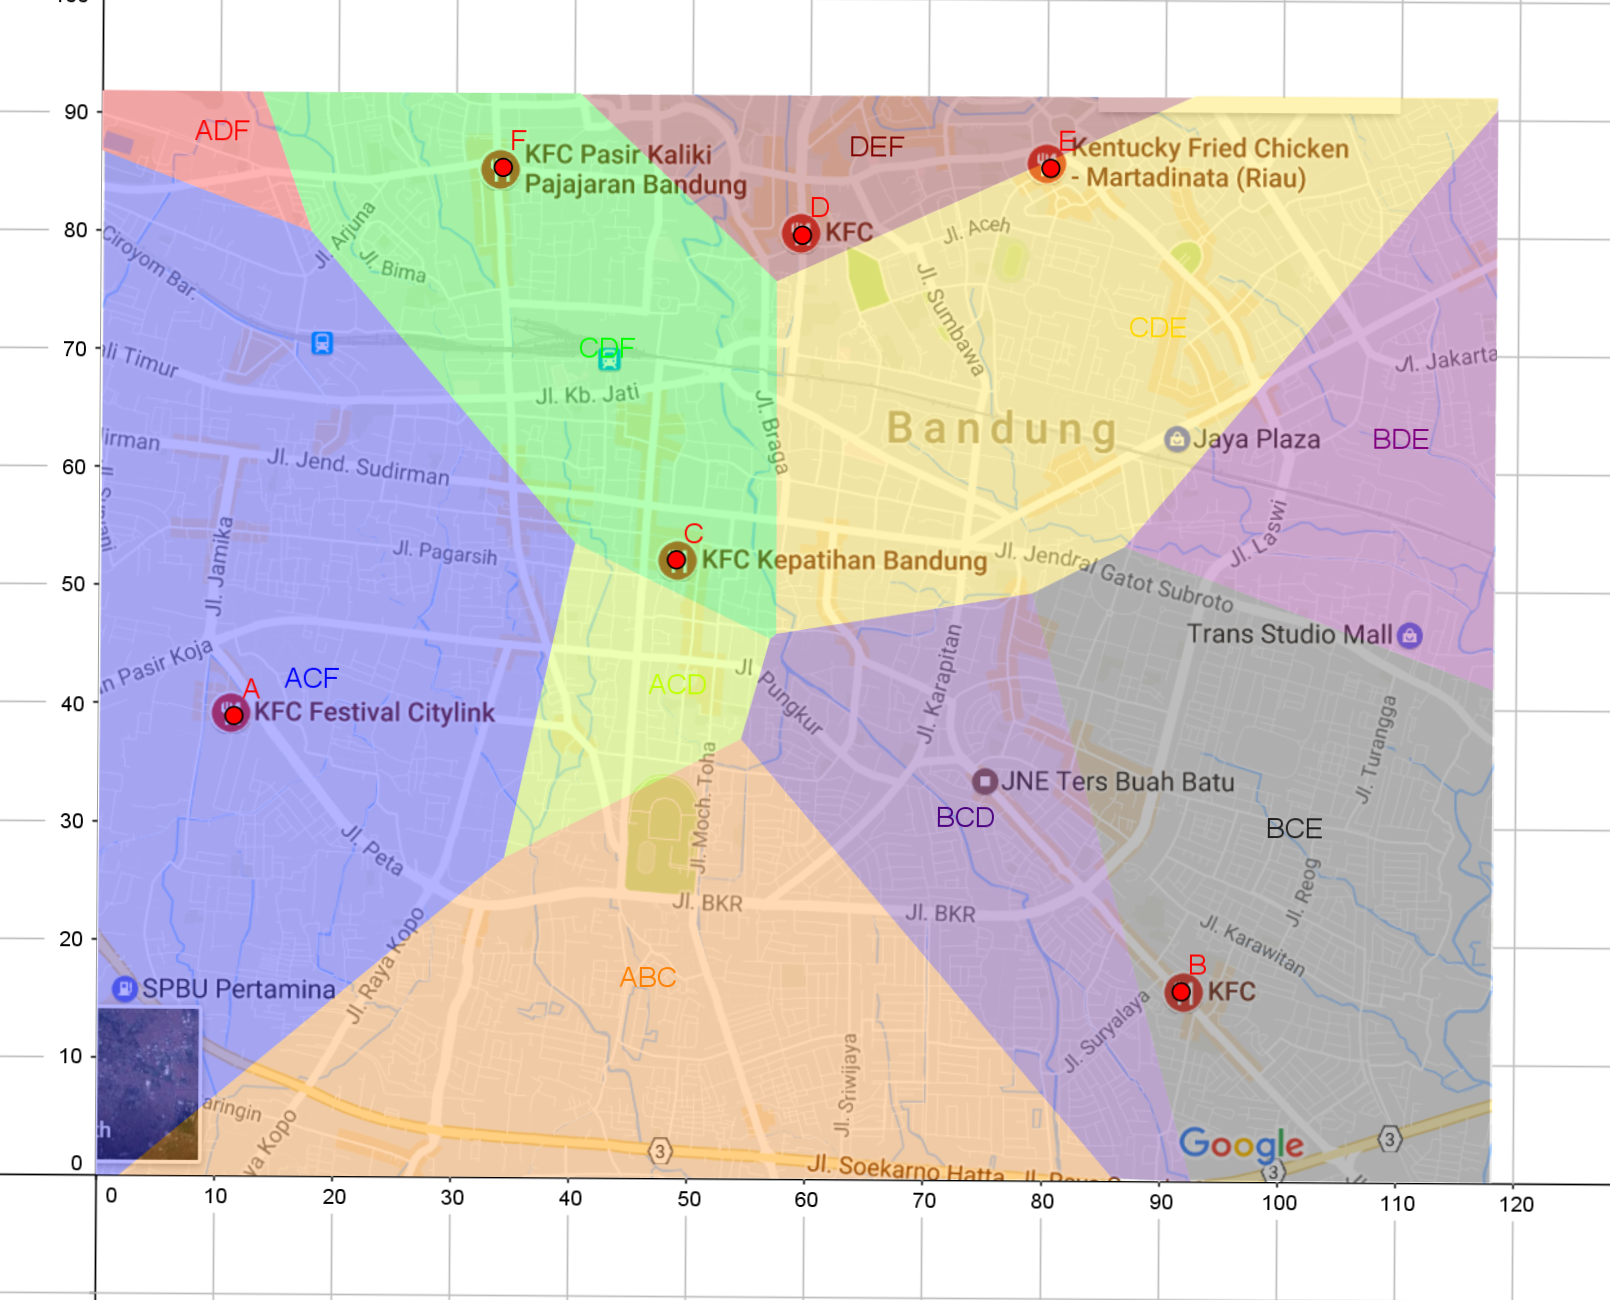 90
ADF
F
KFC Pasir Kaliki
Pajajaran Bandung
DEF
E
Kentucky Fried Chicken
- Martadinata (Riau)
80
Jl. Arjuna
D
KFC
Jl. Aceh
Ciroyom Bar.
Jl. Bima
Jl. Sumbawa
CDE
70
Timur
CDF
Jl. Jakarta
Jl. Kb. Jati
Jl. Braga
Bandung
Jaya Plaza
BDE
60
Jl. Jend. Sudirman
Jl. Jamika
Jl. Pagarsih
C
KFC Kepatihan Bandung
Jl. Jendral Gatot Subroto
Jl. Laswi
50
Trans Studio Mall
Pasir Koja
ACF
ACD
Jl
Pungkur
Jl. Karapitan
40
A
KFC Festival Citylink
Jl. Turangga
Jl. Moch. Toha
JNE Ters Buah Batu
30
Jl. Peta
BCD
BCE
Jl. BKR
Jl. BKR
Jl. Reog
20
Jl. Raya Kopo
Jl. Karawitan
SPBU Pertamina
ABC
B
KFC
10
Jl. Suryalaya
Jl. Sriwijaya
aringin
ya Kopo
3
Jl. Soekarno Hatta
Google
3
3
0
0 10 20 30 40 50 60 70 80 90 100 110 120